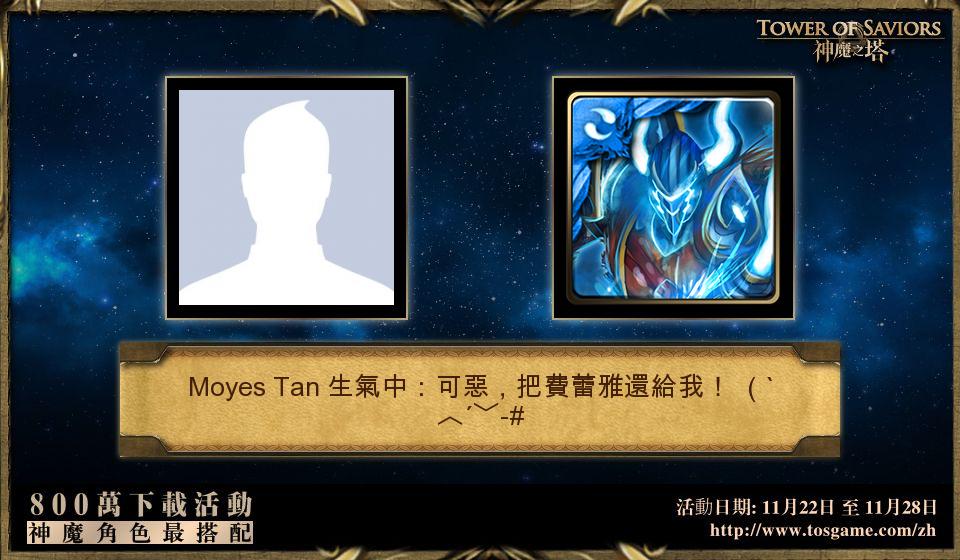 TOWER OF SAVIORS
神魔之塔
Moyes Tan 生氣中：可惡，把費蕾雅還給我！ （ˋ
︿ˊ﹀-#
800萬下載活動
神魔角色最搭配
活動日期: 11月22日 至 11月28日
http://www.tosgame.com/zh